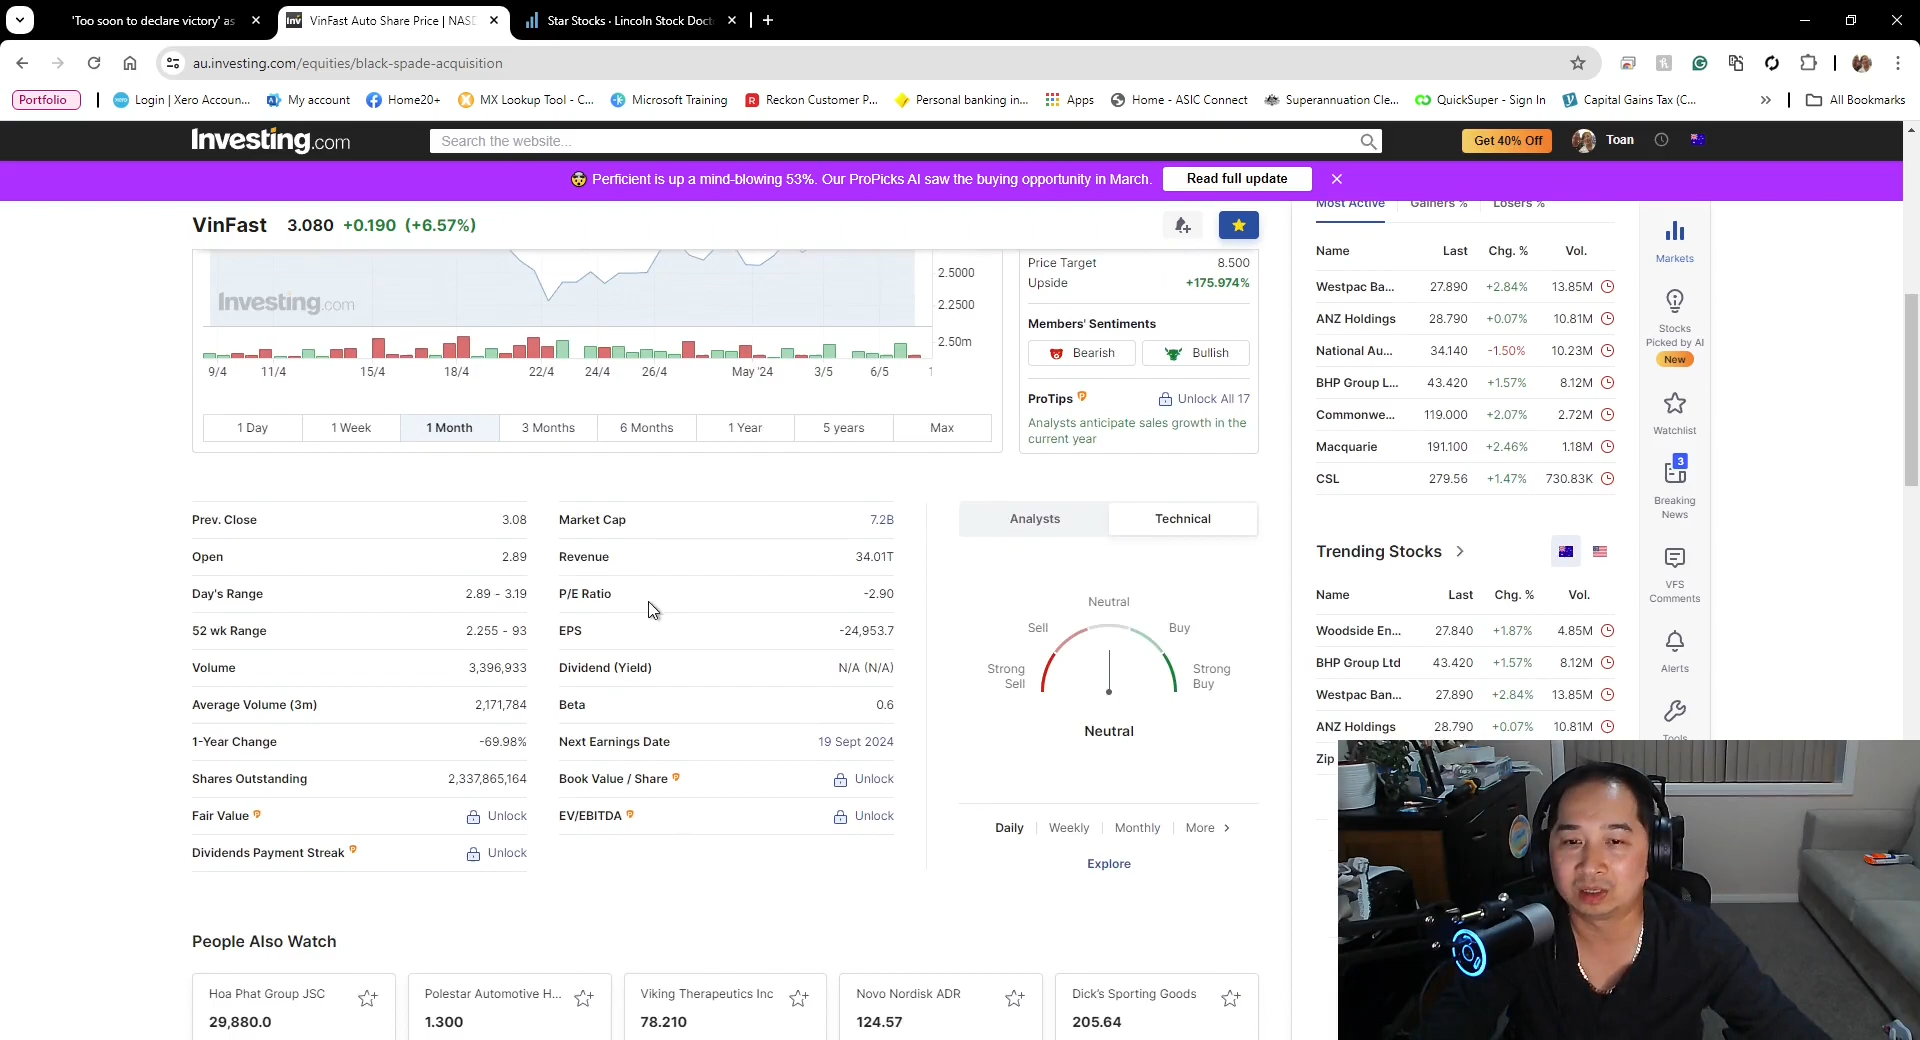 'Too soon to declare victory' as
VinFast Auto Share Price | NASD
Star Stocks · Lincoln Stock Docto
au.investing.com/equities/black-spade-acquisition
Portfolio
Login | Xero Accoun...
My account
Home20+
MX Lookup Tool - C...
Microsoft Training
Reckon Customer P...
Personal banking in...
Apps
Home - ASIC Connect
Superannuation Cle...
QuickSuper - Sign In
Capital Gains Tax (C...
All Bookmarks
Investing.com
Search the website...
Get 40% Off
Toan
Perficient is up a mind-blowing 53%. Our ProPicks AI saw the buying opportunity in March.
Read full update
VinFast 3.080 +0.190 (+6.57%)
2.5000
2.2500
2.50m
Investing.com
9/4 11/4 15/4 18/4 22/4 24/4 26/4 May '24 3/5 6/5 1
1 Day 1 Week 1 Month 3 Months 6 Months 1 Year 5 years Max
Price Target 8.500
Upside +175.974%
Members' Sentiments
Bearish Bullish
ProTips Unlock All 17
Analysts anticipate sales growth in the
current year
Prev. Close 3.08
Open 2.89
Day's Range 2.89 - 3.19
52 wk Range 2.255 - 93
Volume 3,396,933
Average Volume (3m) 2,171,784
1-Year Change -69.98%
Shares Outstanding 2,337,865,164
Fair Value Unlock
Dividends Payment Streak Unlock
Market Cap 7.2B
Revenue 34.01T
P/E Ratio -2.90
EPS -24,953.7
Dividend (Yield) N/A (N/A)
Beta 0.6
Next Earnings Date 19 Sept 2024
Book Value / Share Unlock
EV/EBITDA Unlock
Analysts Technical
Neutral
Sell Buy
Strong
Sell
Strong
Buy
Neutral
Daily Weekly Monthly More
Explore
People Also Watch
Hoa Phat Group JSC
29,880.0
Polestar Automotive H...
1.300
Viking Therapeutics Inc
78.210
Novo Nordisk ADR
124.57
Dick's Sporting Goods
205.64
Most Active Gainers % Losers %
Name Last Chg. % Vol.
Westpac Ba... 27.890 +2.84% 13.85M
ANZ Holdings 28.790 +0.07% 10.81M
National Au... 34.140 -1.50% 10.23M
BHP Group L... 43.420 +1.57% 8.12M
Commonwe... 119.000 +2.07% 2.72M
Macquarie 191.100 +2.46% 1.18M
CSL 279.56 +1.47% 730.83K
Trending Stocks
Name Last Chg. % Vol.
Woodside En... 27.840 +1.87% 4.85M
BHP Group Ltd 43.420 +1.57% 8.12M
Westpac Ban... 27.890 +2.84% 13.85M
ANZ Holdings 28.790 +0.07% 10.81M
Zip
Markets
Stocks
Picked by AI
New
Watchlist
3
Breaking
News
VFS
Comments
Alerts
Tools